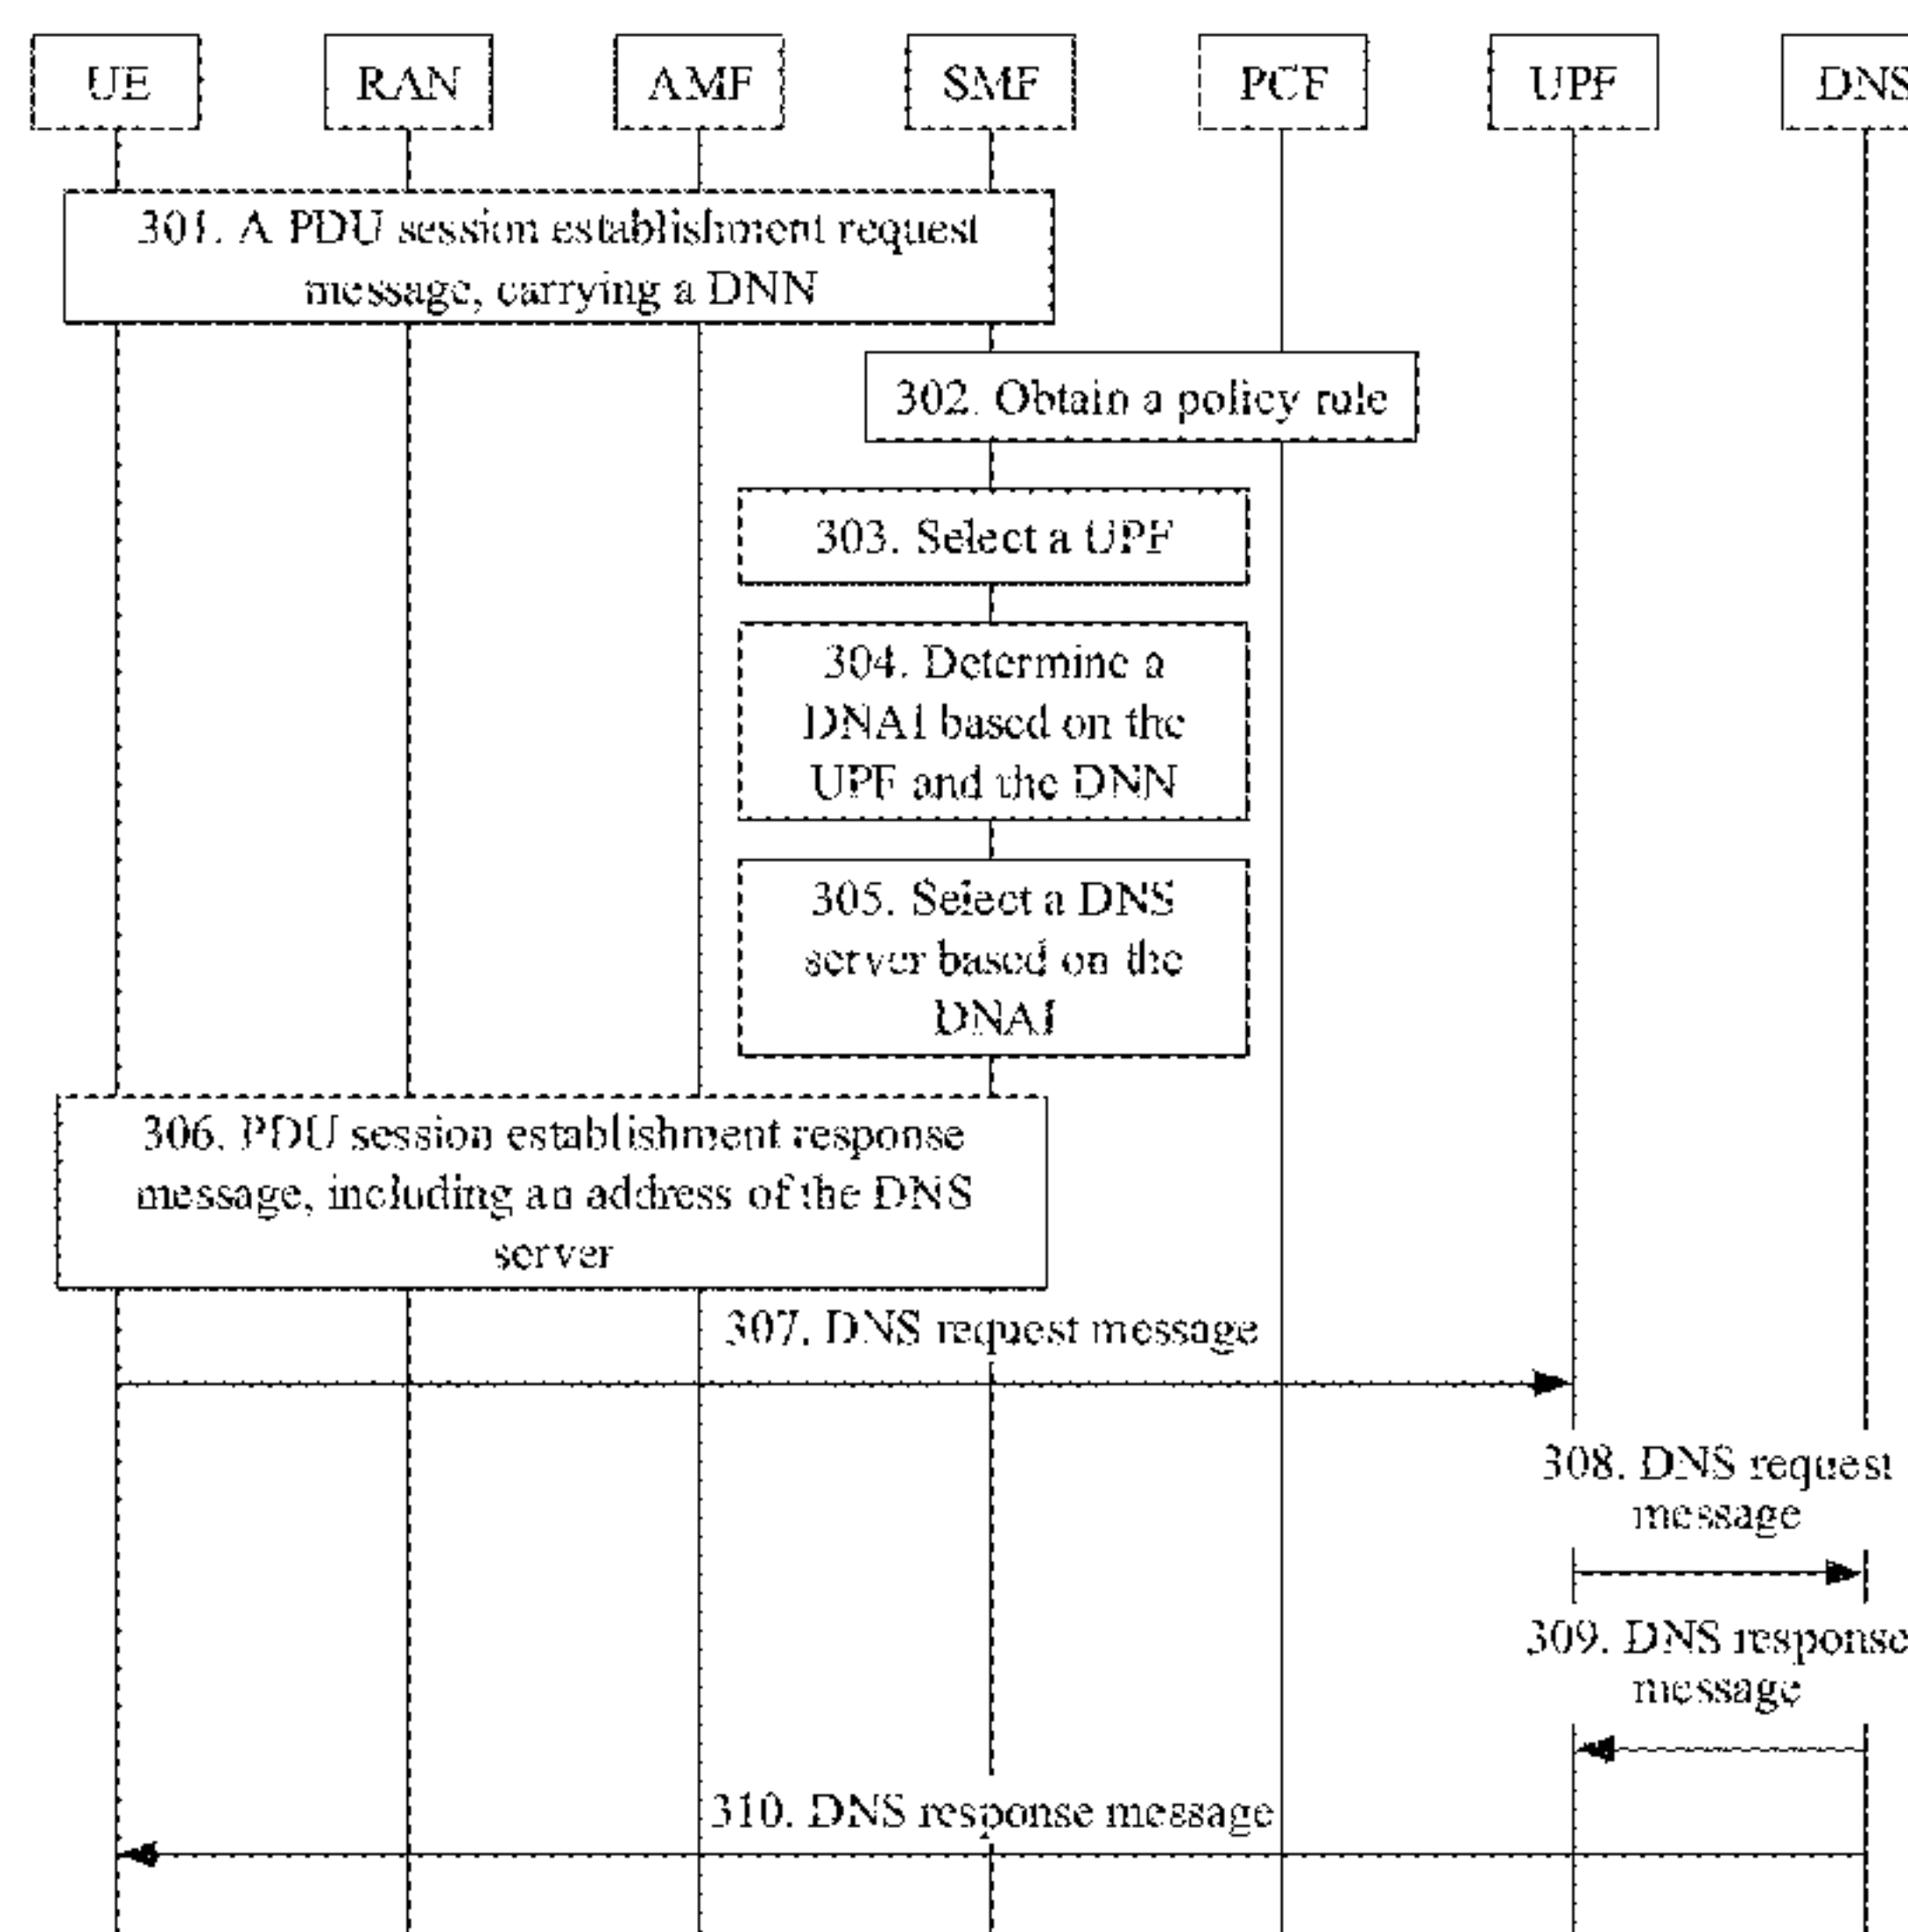 UE
RAN
AMF
SMF
PCF
UPF
DNS
301. A PDU session establishment request
message, carrying a DNN
302. Obtain a policy rule
303. Select a UPF
304. Determine a
DNAI based on the
UPF and the DNN
305. Select a DNS
server based on the
DNAI
306. PDU session establishment response
message, including an address of the DNS
server
307. DNS request message
308. DNS request
message
309. DNS response
message
310. DNS response message